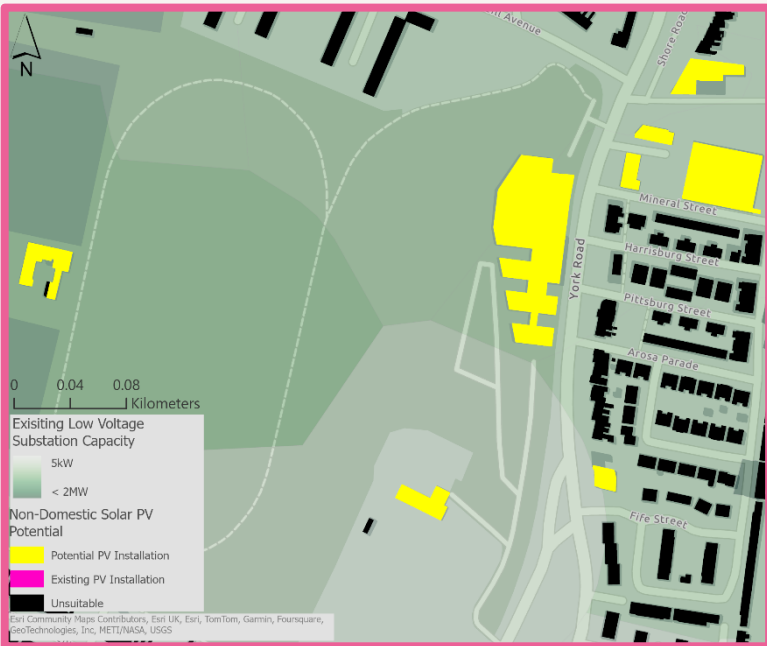 Shore Road
N
Mineral Street
Harrisburg Street
York Road
Pittsburg Street
Arosa Parade
0 0.04 0.08
Kilometers
Exisiting Low Voltage
Substation Capacity
5kW
< 2MW
Non-Domestic Solar PV
Potential
Potential PV Installation
Existing PV Installation
Unsuitable
Fife Street
Esri Community Maps Contributors, Esri UK, Esri, TomTom, Garmin, Foursquare,
GeoTechnologies, Inc, METI/NASA, USGS
Avenue